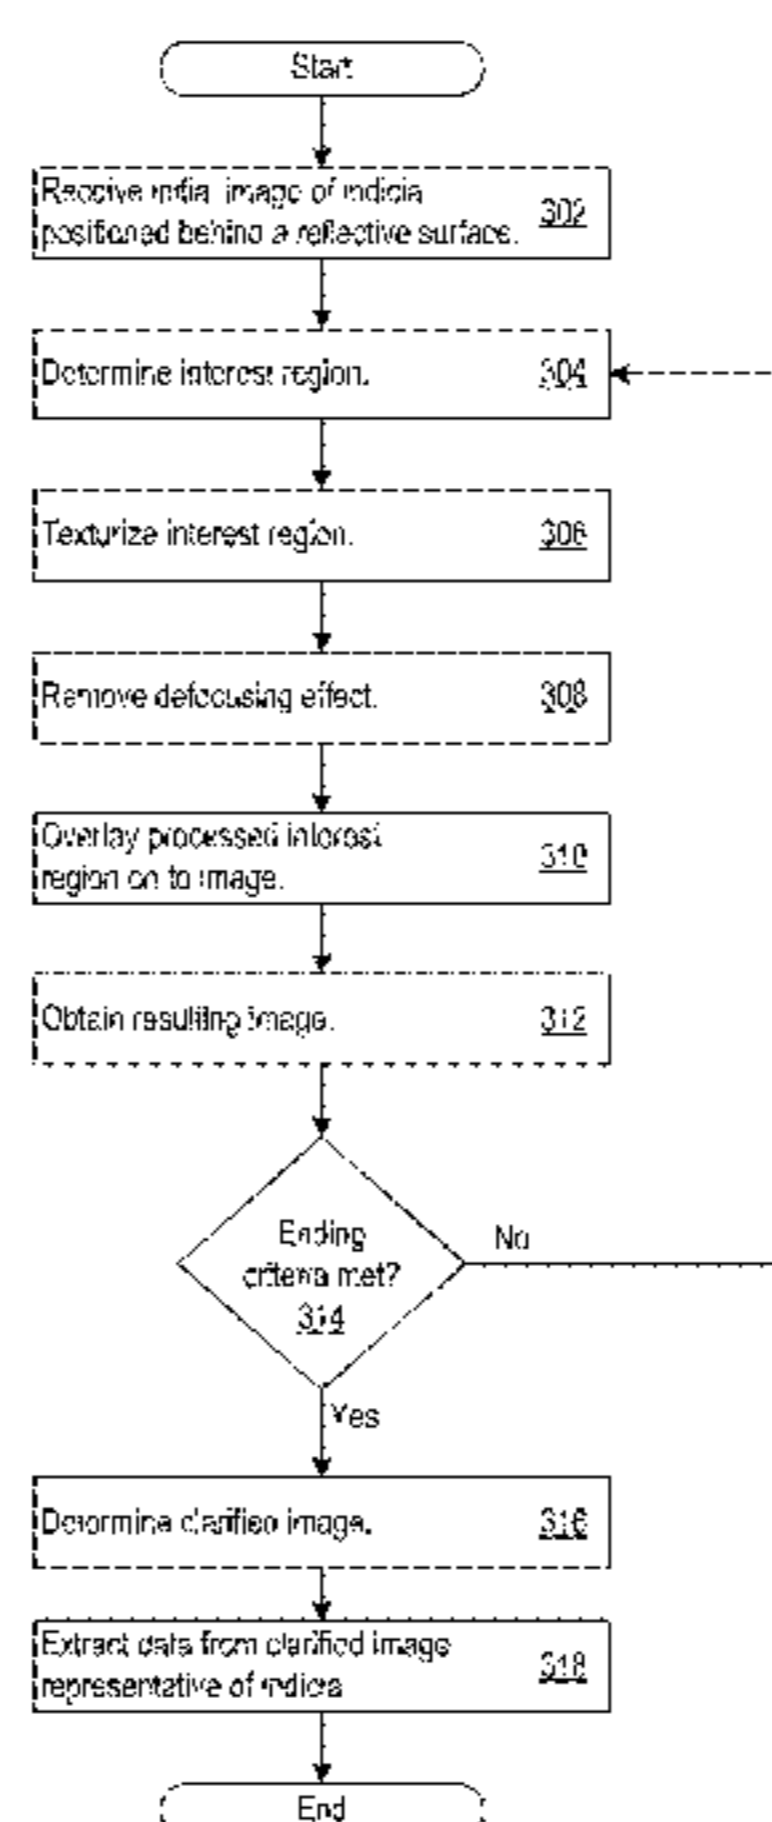 Start
Receive initial image of indicia
positioned behind a reflective surface.
302
Determine interest region.
304
Texturize interest region.
306
Remove defocusing effect.
308
Overlay processed interest
region on to image.
310
Obtain resulting image.
312
Ending
criteria met?
314
No
Yes
Determine clarified image.
316
Extract data from clarified image
representative of indicia
318
End